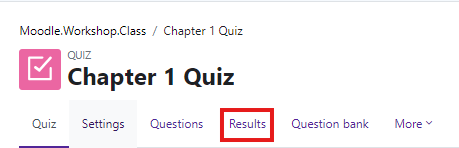 Moodle.Workshop.Class / Chapter 1 Quiz
QUIZ
Chapter 1 Quiz
Quiz Settings Questions Results Question bank More